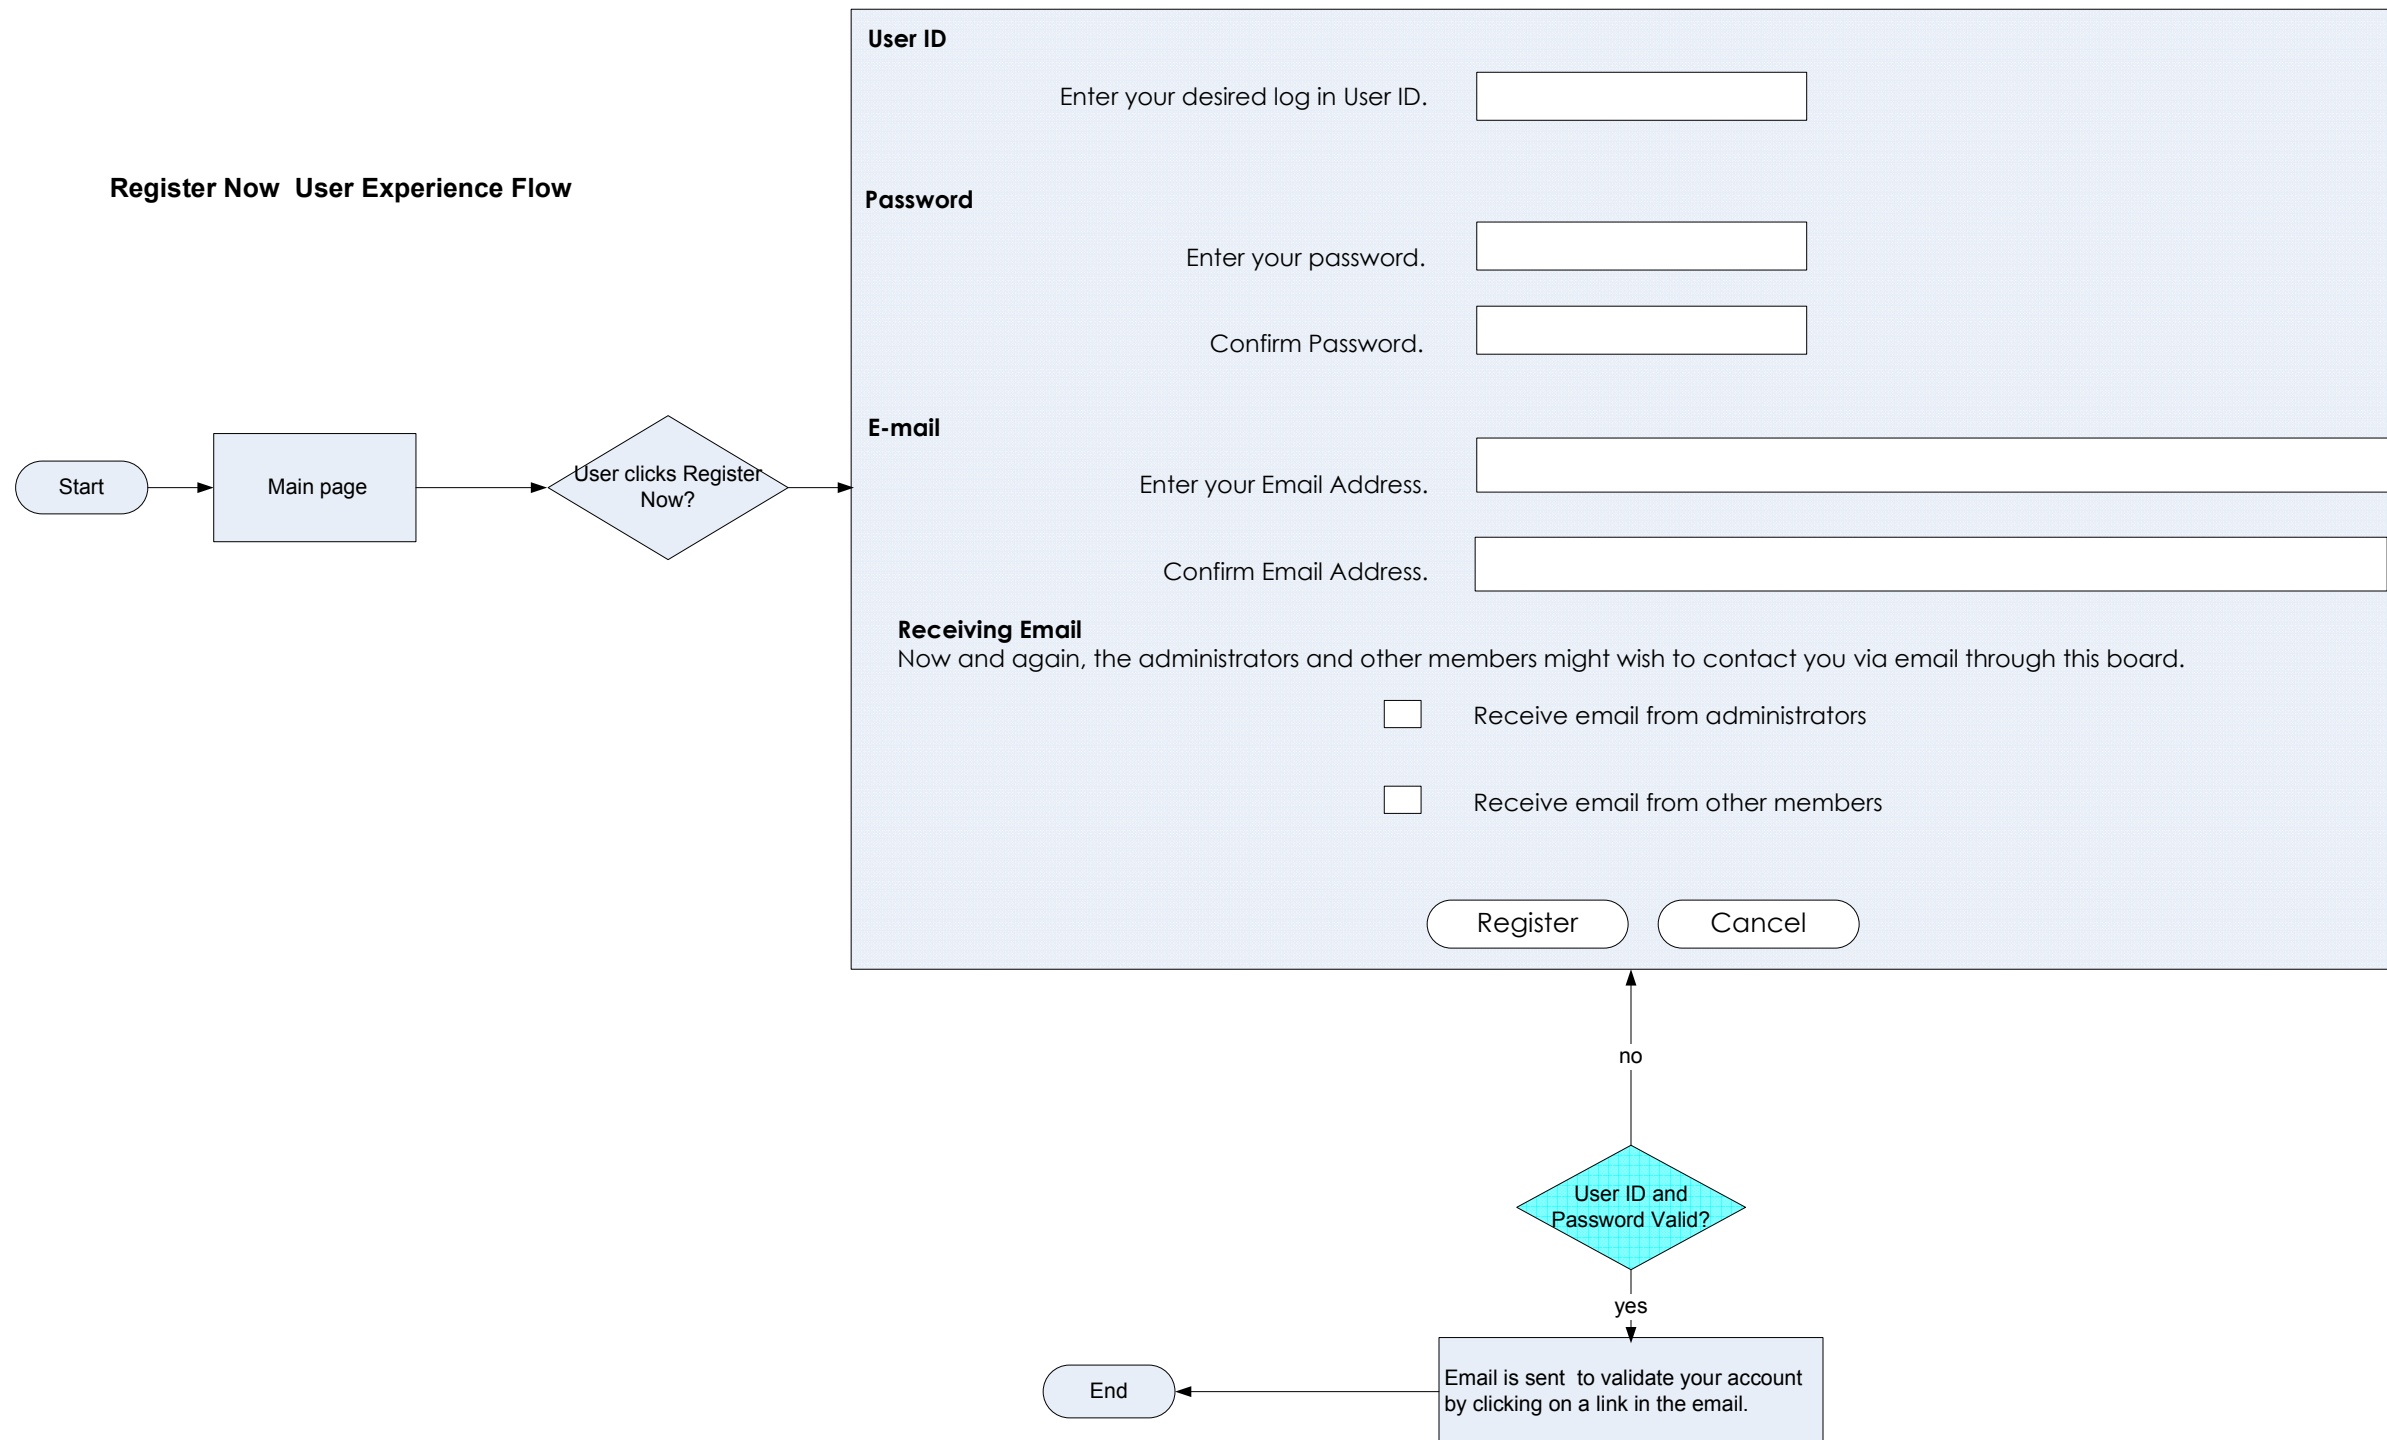 Register Now  User Experience Flow
Start
Main page
User clicks Register
Now?
User ID
Enter your desired log in User ID.
Password
Enter your password.
Confirm Password.
E-mail
Enter your Email Address.
Confirm Email Address.
Receiving Email
Now and again, the administrators and other members might wish to contact you via email through this board.
Receive email from administrators
Receive email from other members
Register
Cancel
no
User ID and
Password Valid?
yes
Email is sent  to validate your account
by clicking on a link in the email.
End